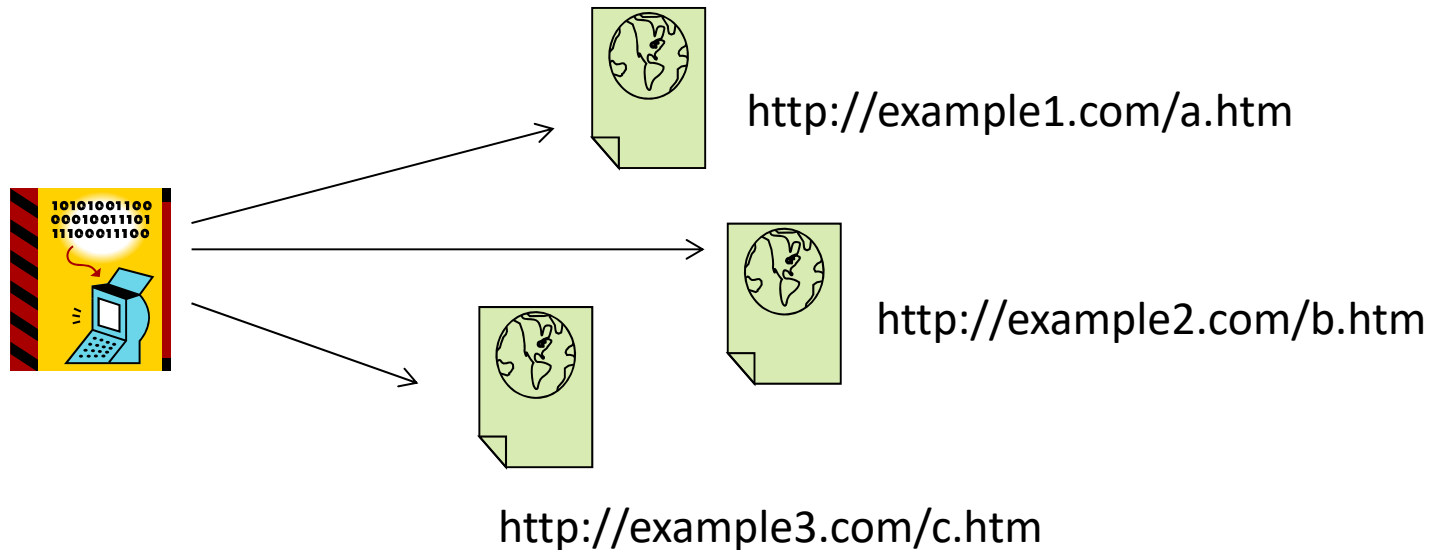 http://example1.com/a.htm
10101001100
00010011101
11100011100
http://example2.com/b.htm
http://example3.com/c.htm